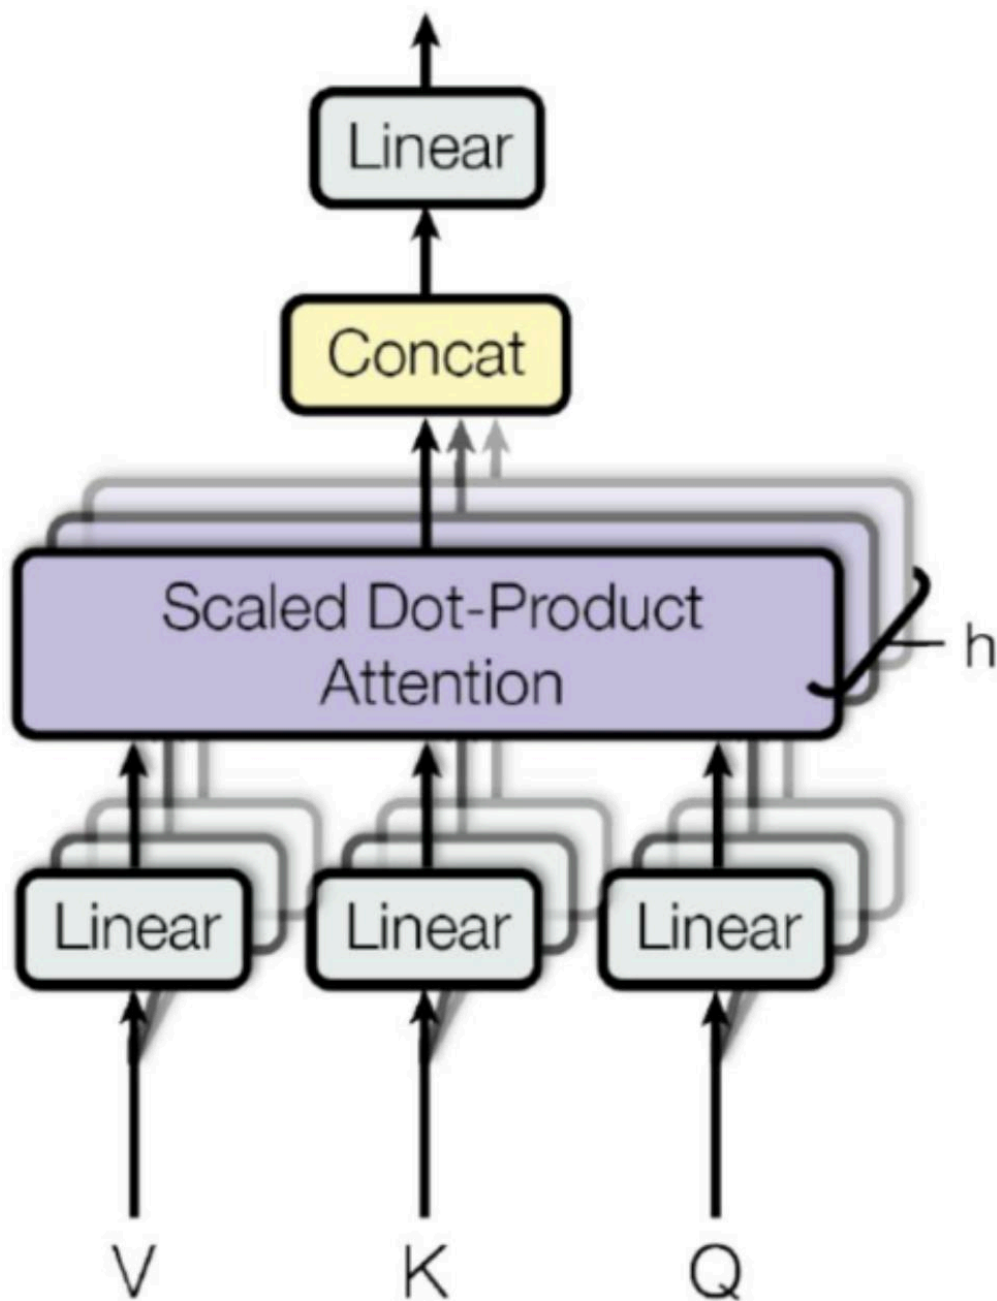 Linear
Concat
Scaled Dot-Product
Attention
h
Linear Linear Linear
V K Q